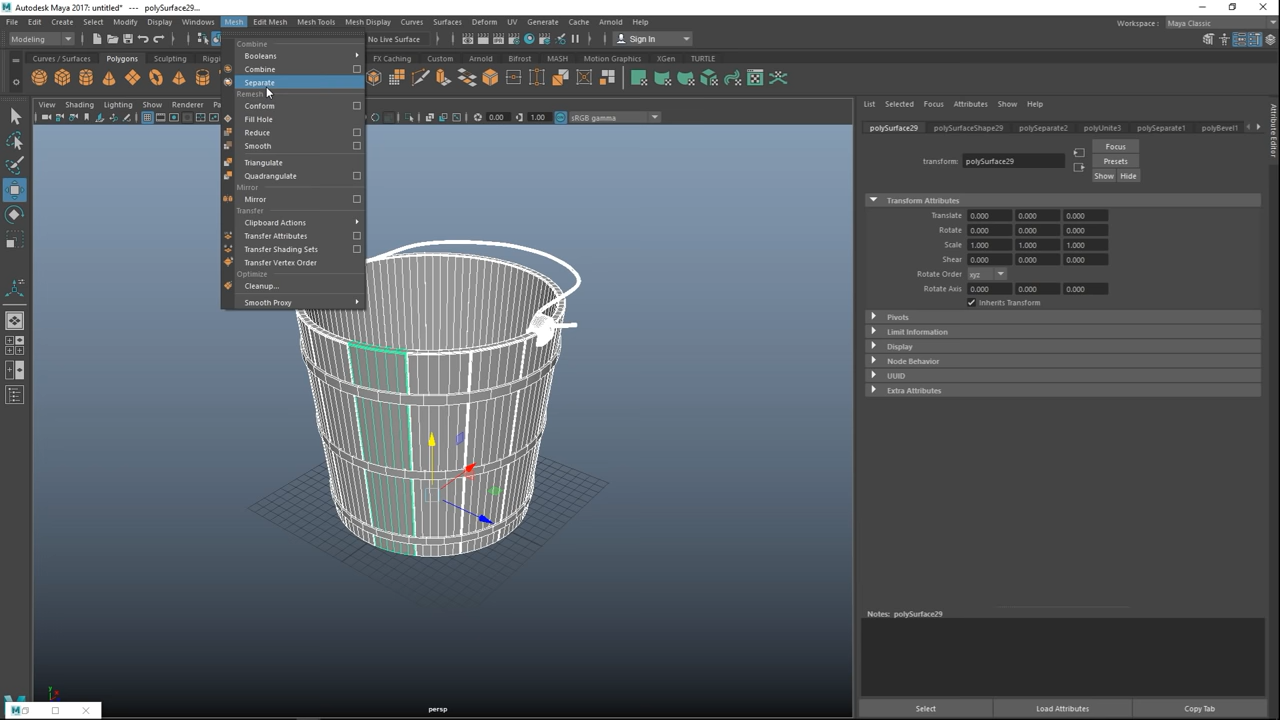 Autodesk Maya 2017: untitled*   -   polySurface29...
File Edit Create Select Modify Display Windows Mesh Edit Mesh Mesh Tools Mesh Display Curves Surfaces Deform UV Generate Cache Arnold Help
Workspace : Maya Classic
Modeling No Live Surface Sign In
Curves / Surfaces Polygons Sculpting Riggi FX Caching Custom Arnold Bifrost MASH Motion Graphics XGen TURTLE
Combine
Booleans
Combine
Separate
Remesh
Conform
Fill Hole
Reduce
Smooth
Triangulate
Quadrangulate
Mirror
Mirror
Transfer
Clipboard Actions
Transfer Attributes
Transfer Shading Sets
Transfer Vertex Order
Optimize
Cleanup...
Smooth Proxy
View Shading Lighting Show Renderer Pa
0.00 1.00 sRGB gamma
persp
List Selected Focus Attributes Show Help
polySurface29 polySurfaceShape29 polySeparate2 polyUnite3 polySeparate1 polyBevel1
Attribute Editor
Focus
transform: polySurface29 Presets
Show Hide
Transform Attributes
Translate 0.000 0.000 0.000
Rotate 0.000 0.000 0.000
Scale 1.000 1.000 1.000
Shear 0.000 0.000 0.000
Rotate Order xyz
Rotate Axis 0.000 0.000 0.000
Inherits Transform
Pivots
Limit Information
Display
Node Behavior
UUID
Extra Attributes
Notes: polySurface29
Select Load Attributes Copy Tab